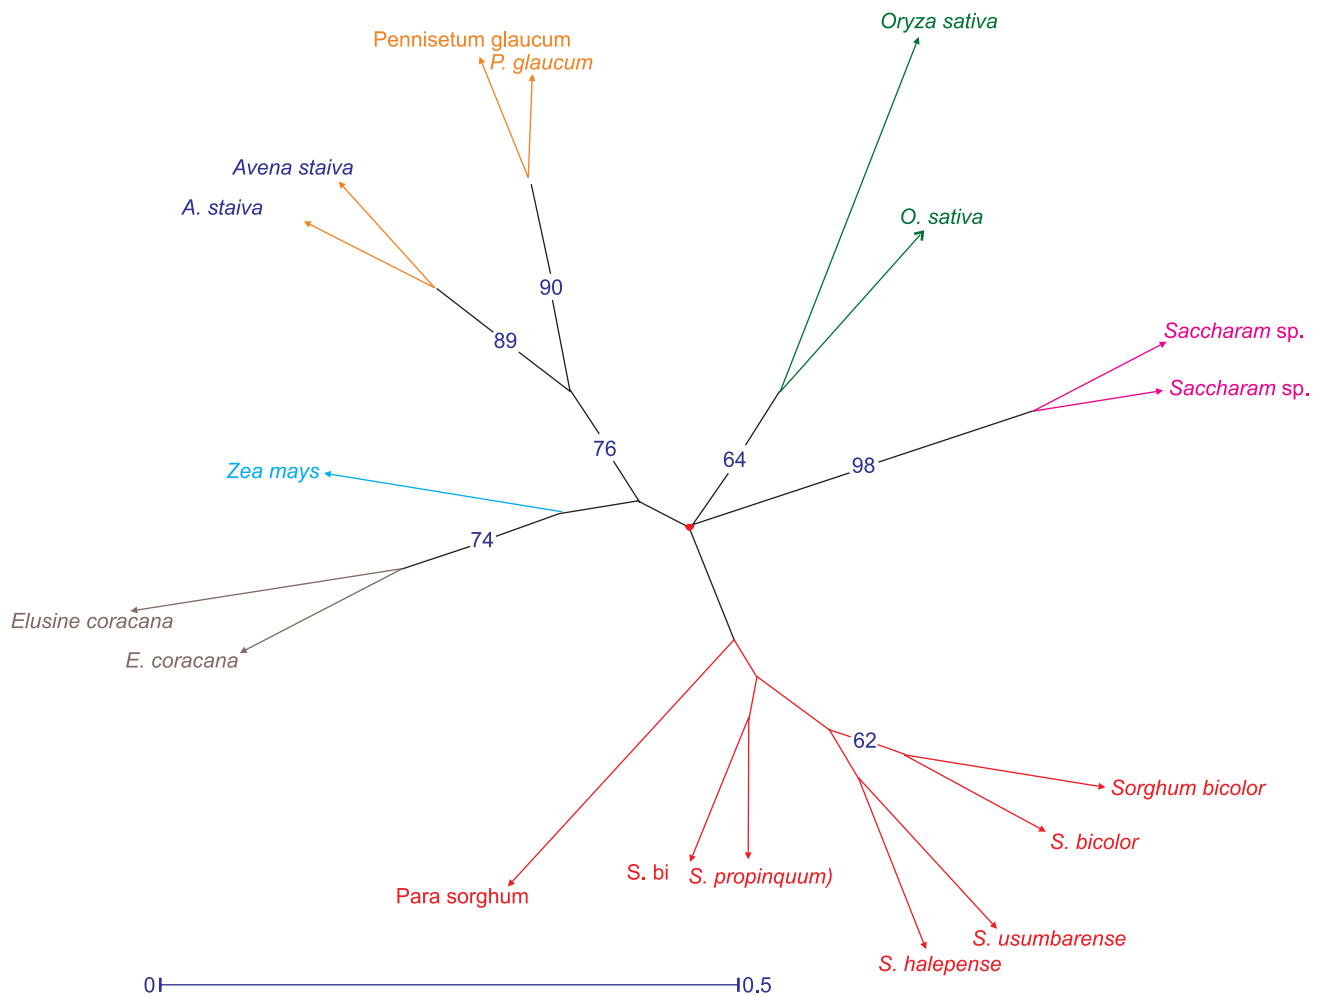 Oryza sativa
Pennisetum glaucum
P. glaucum
Avena staiva
A. staiva
O. sativa
90
Saccharam sp.
89
Saccharam sp.
76
64
98
Zea mays
74
Elusine coracana
E. coracana
62
Sorghum bicolor
S. bicolor
S. bi
S. propinquum)
Para sorghum
S. usumbarense
S. halepense
0
0.5